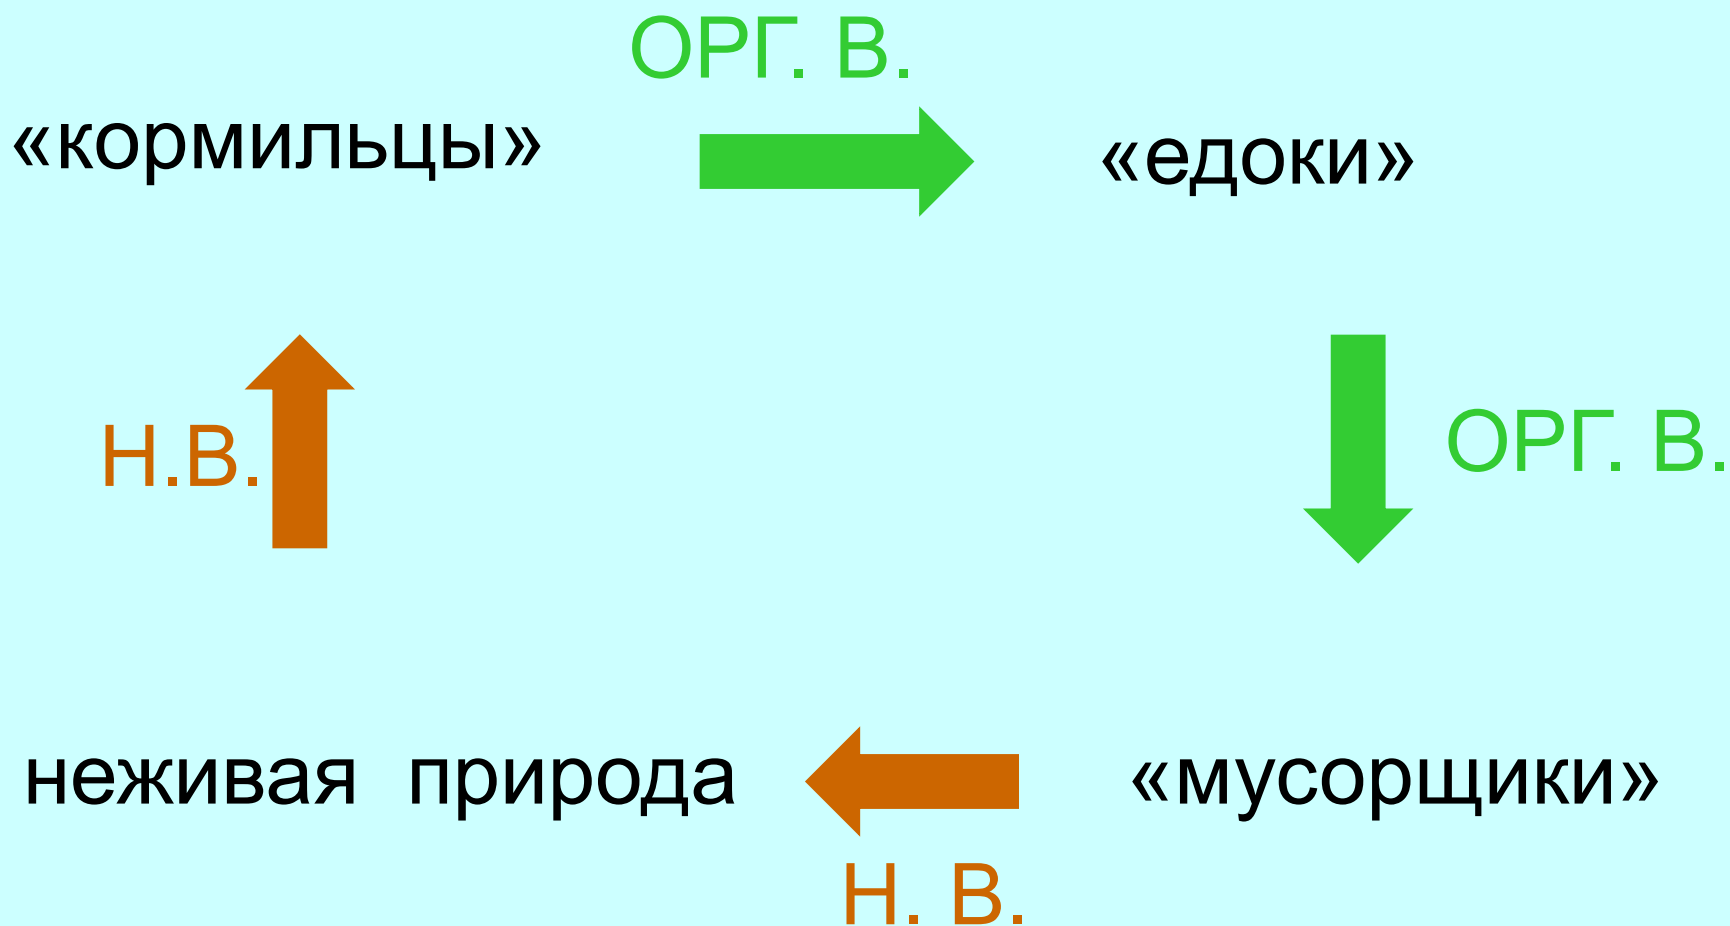 ОРГ. В.
«кормильцы»
«едоки»
Н.В.
ОРГ. В.
неживая природа
«мусорщики»
Н. В.